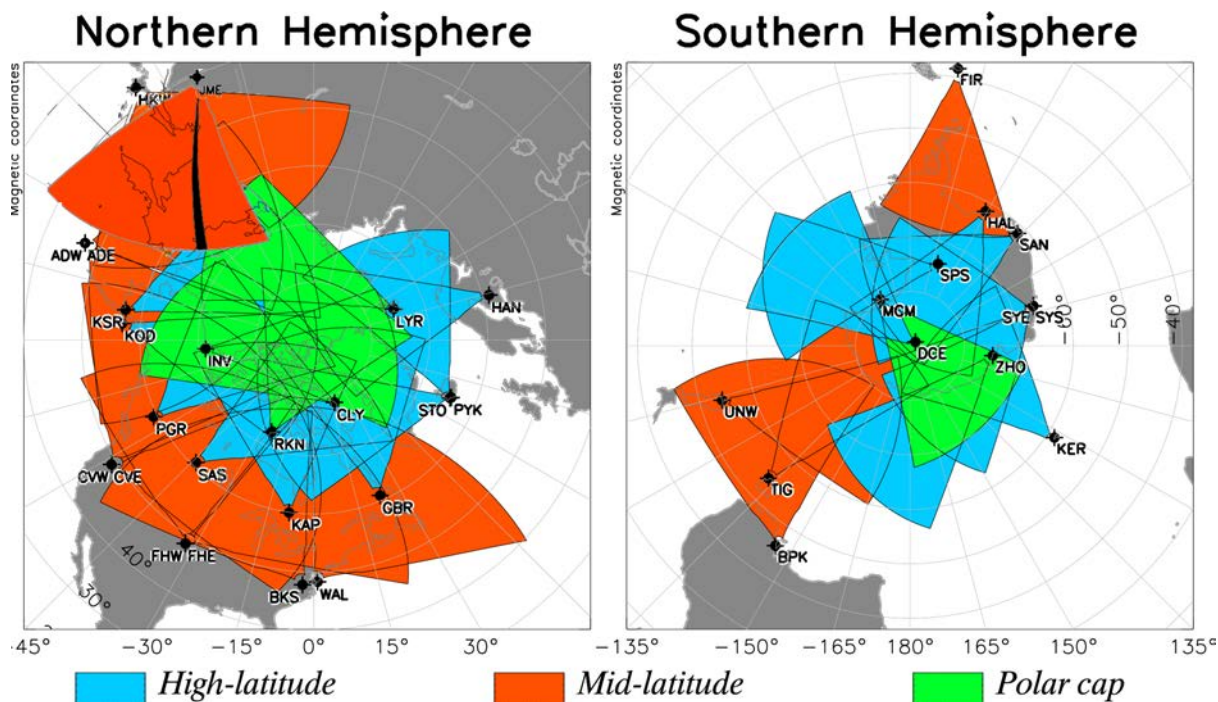 Northern Hemisphere
Southern Hemisphere
Magnetic coordinates
JME
ADW ADE
KSR
KOD
INV
LYR
HAN
CLY
STO PYK
PGR
RKN
CVW CVE
SAS
GBR
KAP
FHW FHE
BKS
WAL
40°
30°
-45° -30° -15° 0° 15° 30°
Magnetic coordinates
FIR
HAL
SAN
SPS
MGM
SYE SYS
-60°
-50°
-40°
DCE
ZHO
UNW
KER
TIG
BPK
-135° -150° -165° 180° 165° 150° 135°
High-latitude
Mid-latitude
Polar cap